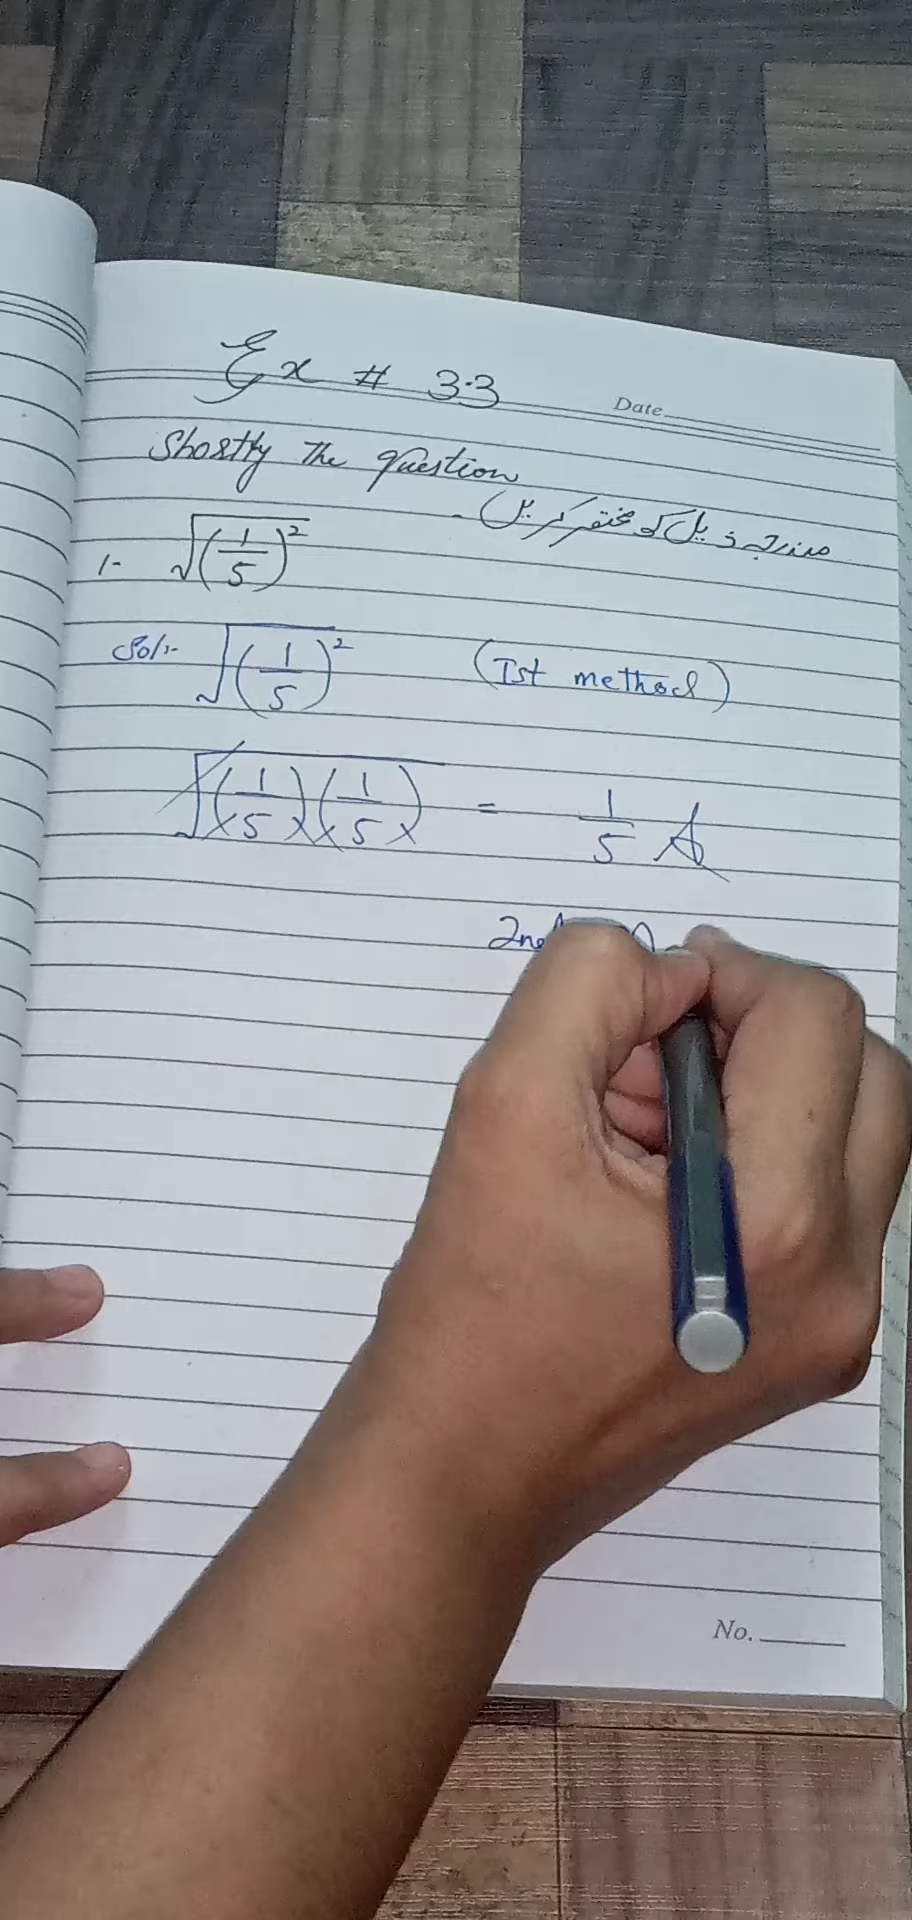 Ex # 3.3
Date
Shortly the question
مندرجہ ذیل کو مختصر کریں۔
1- √(1/5)²
Sol:- √(1/5)² (Ist method)
√(1/5)(1/5) = 1/5 A
2nd
No.